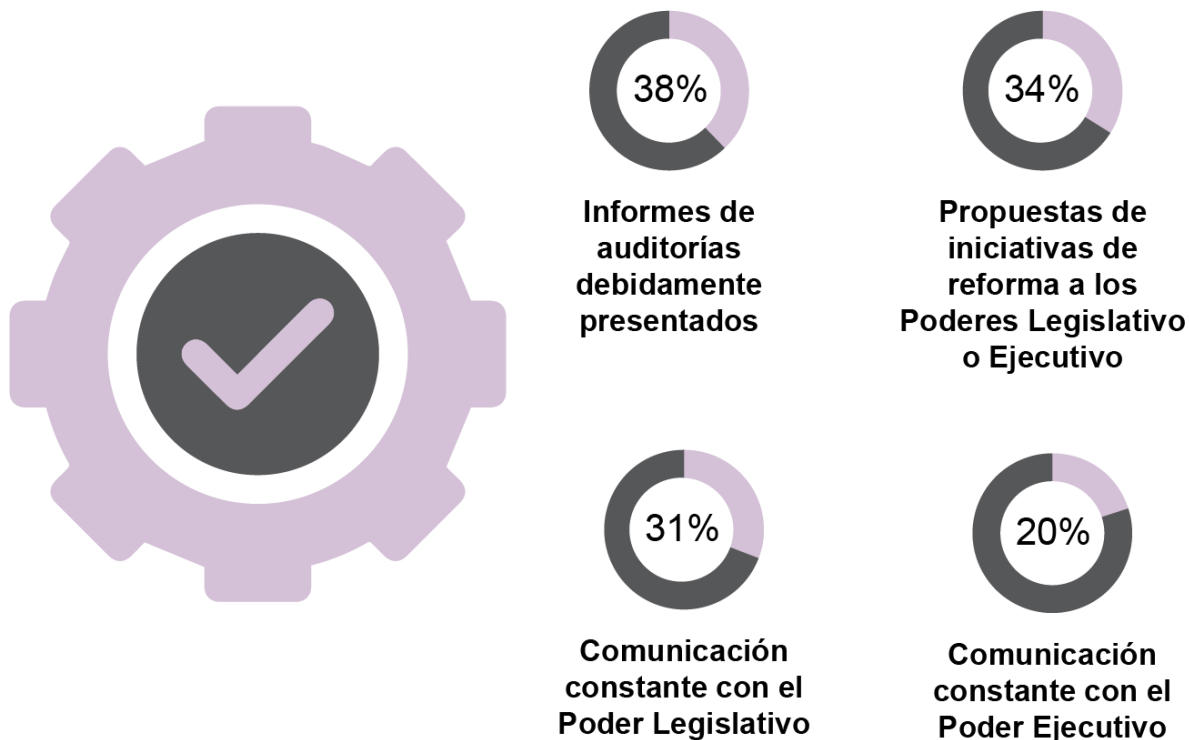 38%
Informes de
auditorías
debidamente
presentados
34%
Propuestas de
iniciativas de
reforma a los
Poderes Legislativo
o Ejecutivo
31%
Comunicación
constante con el
Poder Legislativo
20%
Comunicación
constante con el
Poder Ejecutivo